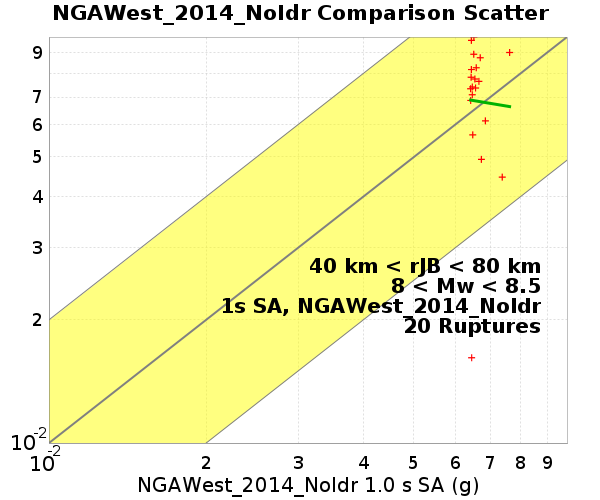 NGAWest_2014_NoIdr Comparison Scatter
9
7
6
5
4
3
40 km < rJB < 80 km
8 < Mw < 8.5
1s SA, NGAWest_2014_NoIdr
2
20 Ruptures
10-2
10-2 2 3 4 5 6 7 8 9
NGAWest_2014_NoIdr 1.0 s SA (g)